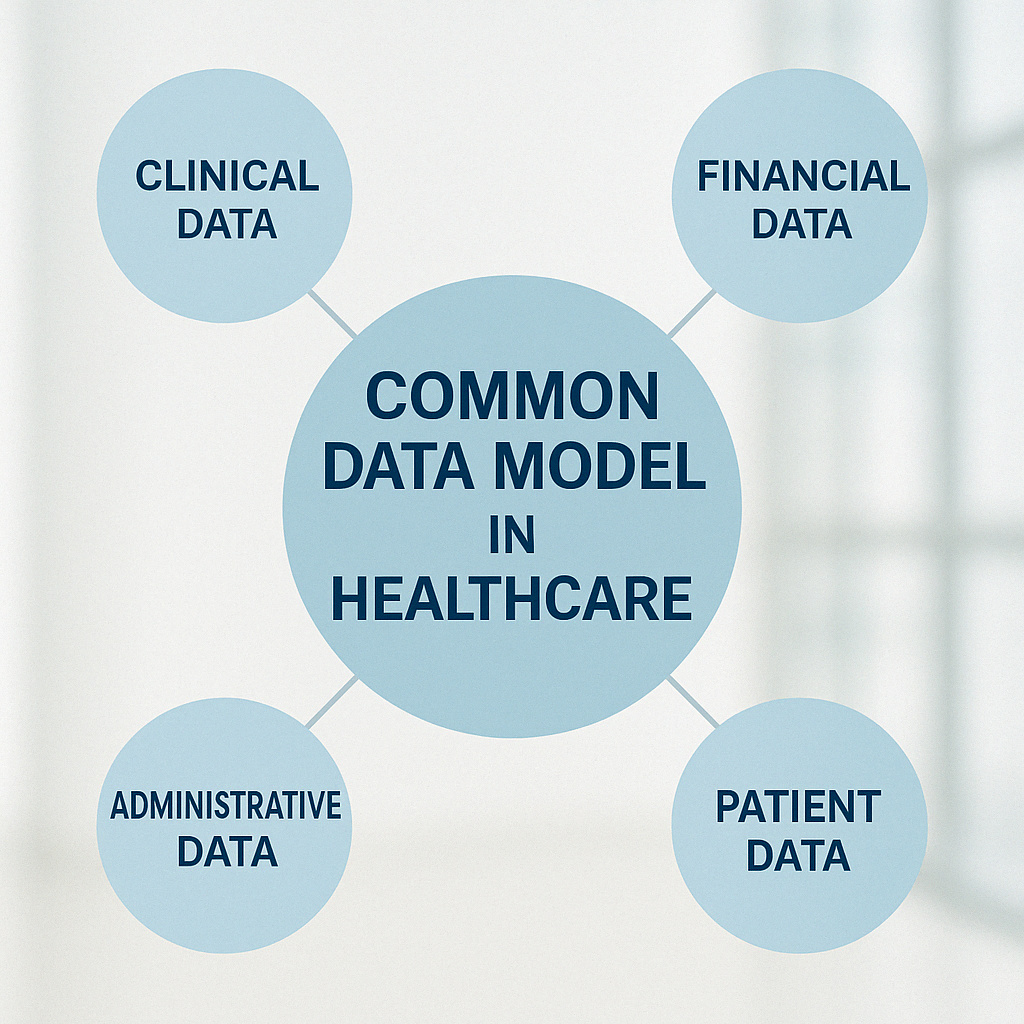 CLINICAL
DATA
FINANCIAL
DATA
COMMON
DATA MODEL
IN
HEALTHCARE
ADMINISTRATIVE
DATA
PATIENT
DATA